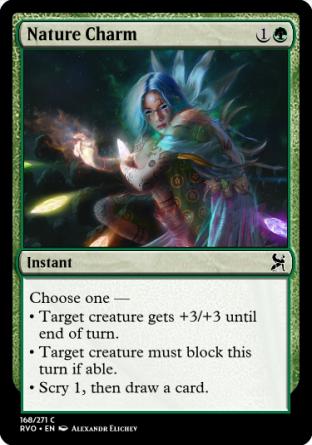 Nature Charm 1
Instant
Choose one —
• Target creature gets +3/+3 until
end of turn.
• Target creature must block this
turn if able.
• Scry 1, then draw a card.
168/271 C
RVO • EN ALEXANDR ELICHEV